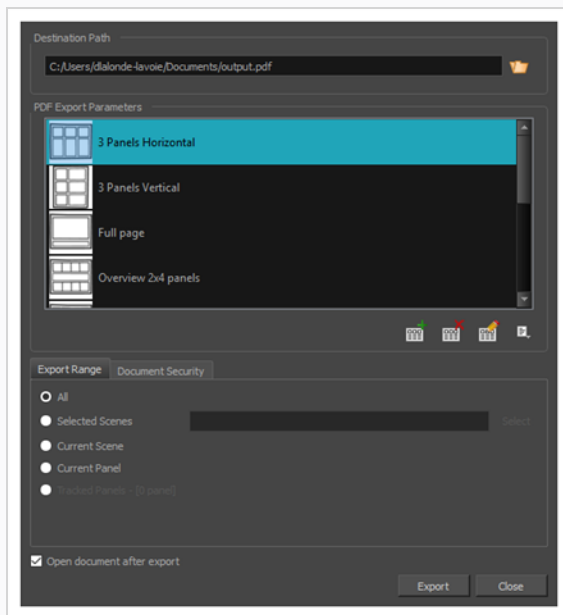 Destination Path
C:/Users/dlalonde-lavoie/Documents/output.pdf
PDF Export Parameters
3 Panels Horizontal
3 Panels Vertical
Full page
Overview 2x4 panels
Export Range Document Security
All
Selected Scenes Select
Current Scene
Current Panel
Tracked Panels - [0 panel]
Open document after export
Export Close